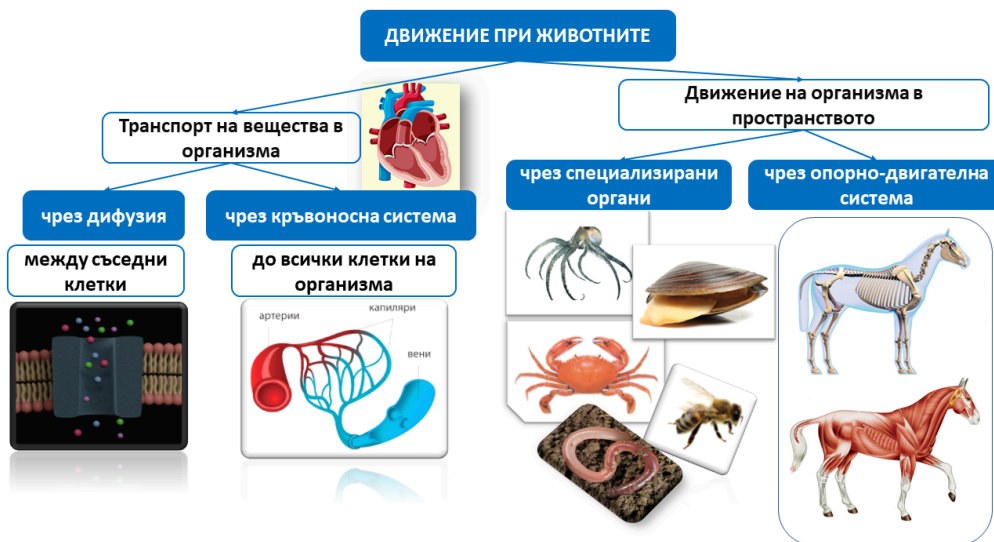 ДВИЖЕНИЕ ПРИ ЖИВОТНИТЕ
Транспорт на вещества в
организма
Движение на организма в
пространството
чрез дифузия
чрез кръвоносна система
чрез специализирани
органи
чрез опорно-двигателна
система
между съседни
клетки
до всички клетки на
организма
артерии
капиляри
вени